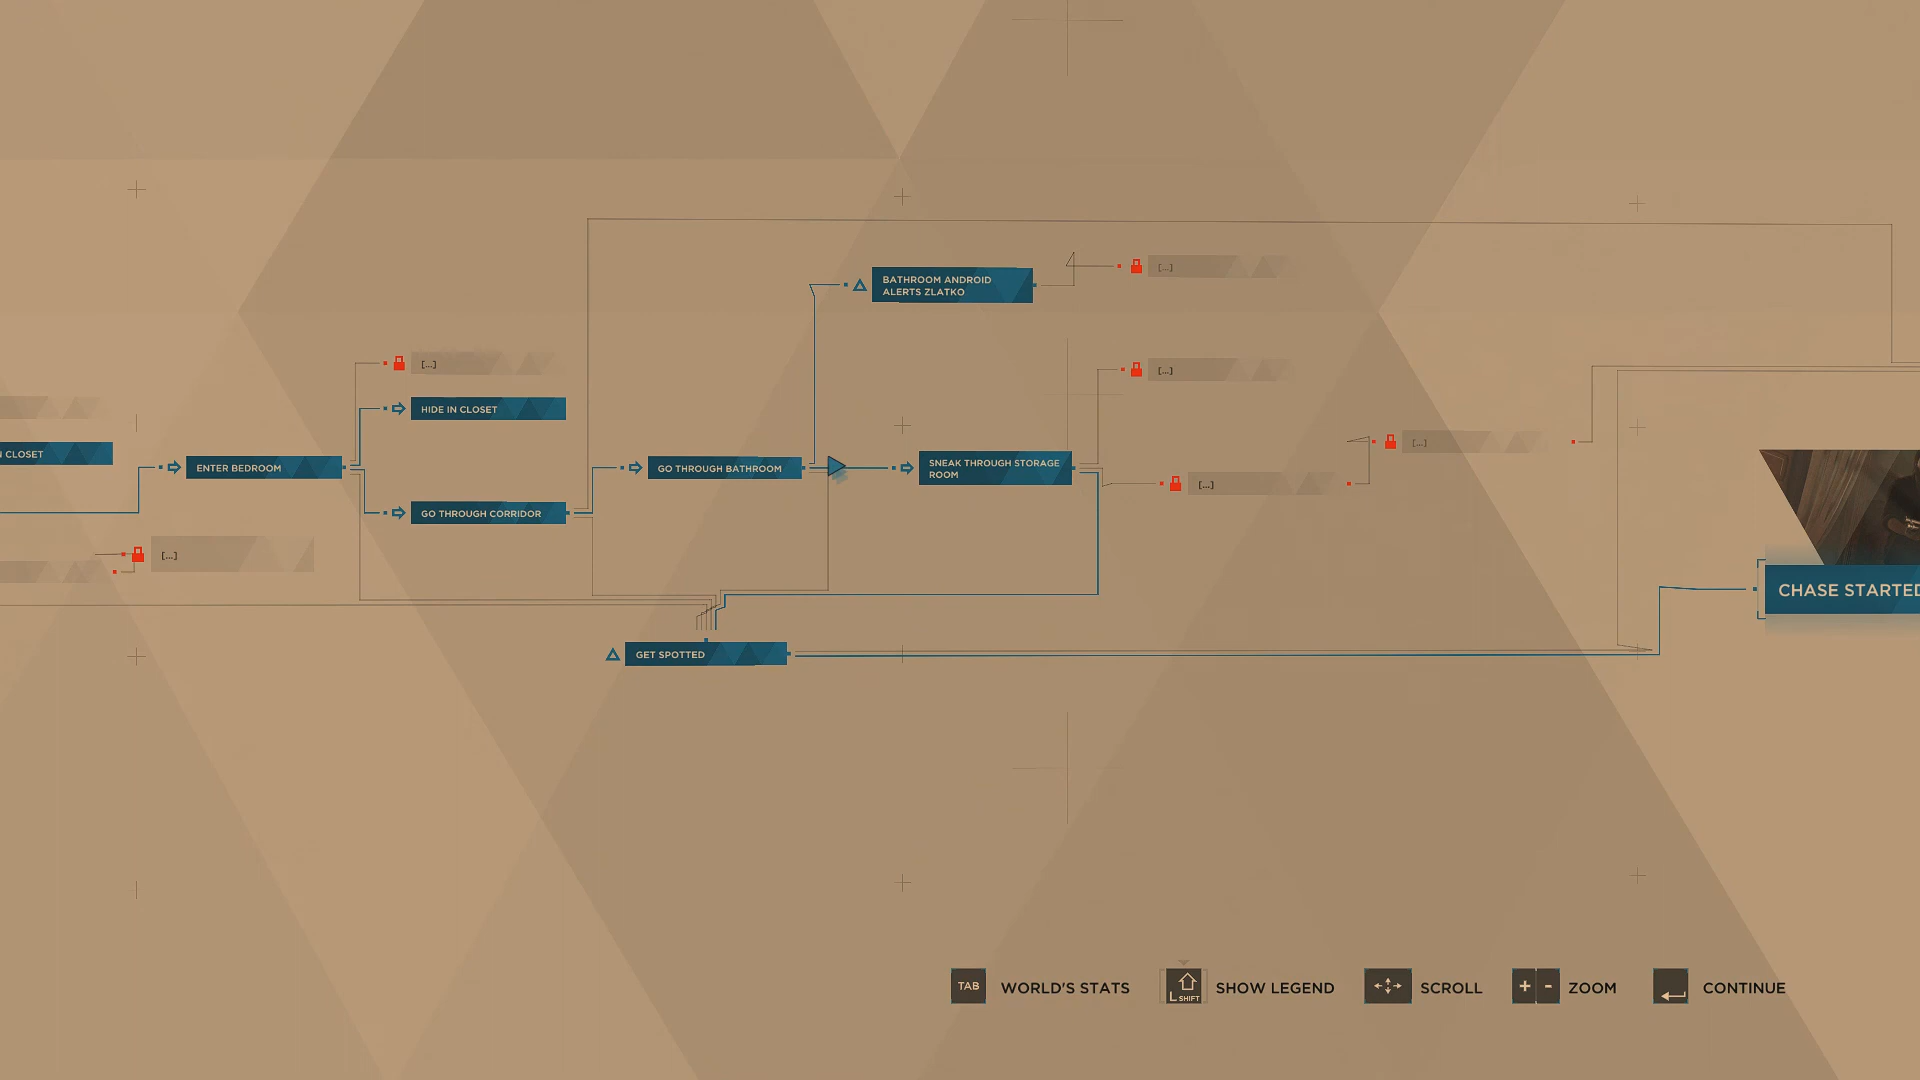 BATHROOM ANDROID
ALERTS ZLATKO
[...]
[...]
[...]
HIDE IN CLOSET
[...]
N CLOSET
ENTER BEDROOM
GO THROUGH BATHROOM
SNEAK THROUGH STORAGE
ROOM
[...]
GO THROUGH CORRIDOR
[...]
CHASE STARTED
GET SPOTTED
TAB WORLD'S STATS
L SHIFT SHOW LEGEND
SCROLL
+ - ZOOM
CONTINUE